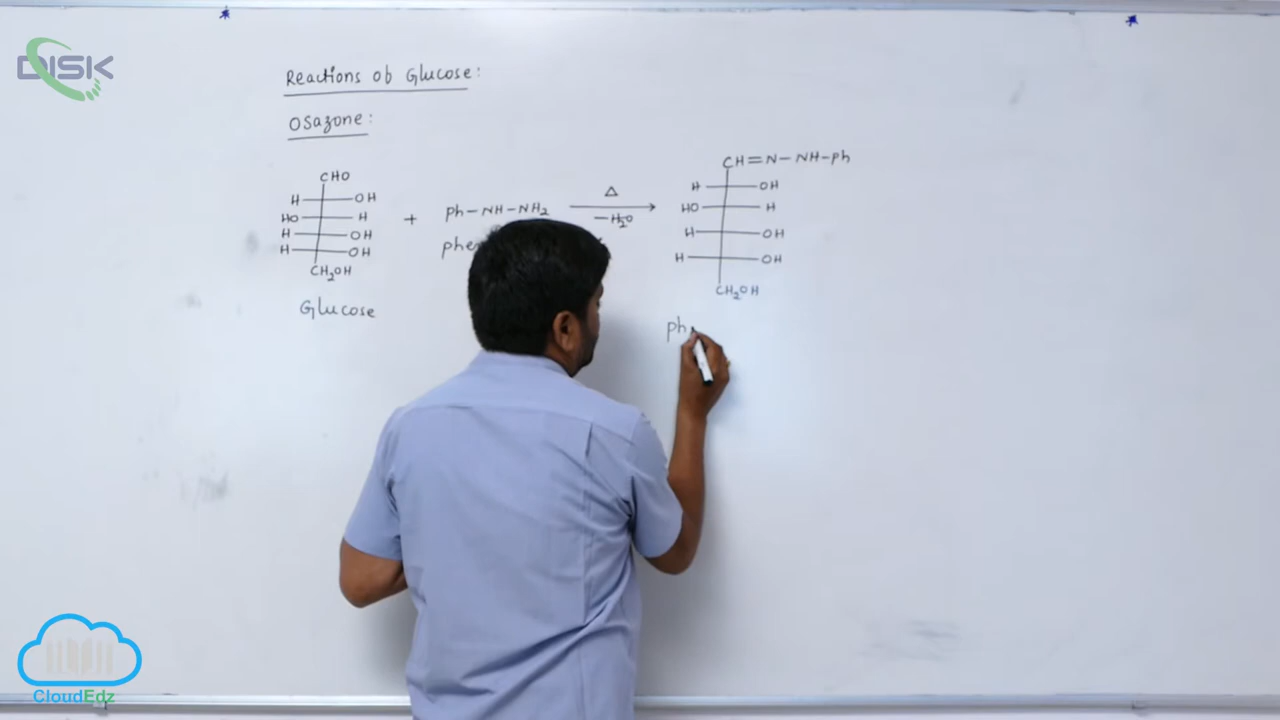 DISK
Reactions of Glucose:
Osazone:
CHO
H OH
HO H
H OH
H OH
CH2OH
Glucose
+
ph-NH-NH2
△
-H2O
CH=N-NH-ph
H OH
HO H
H OH
H OH
CH2OH
ph
CloudEdz